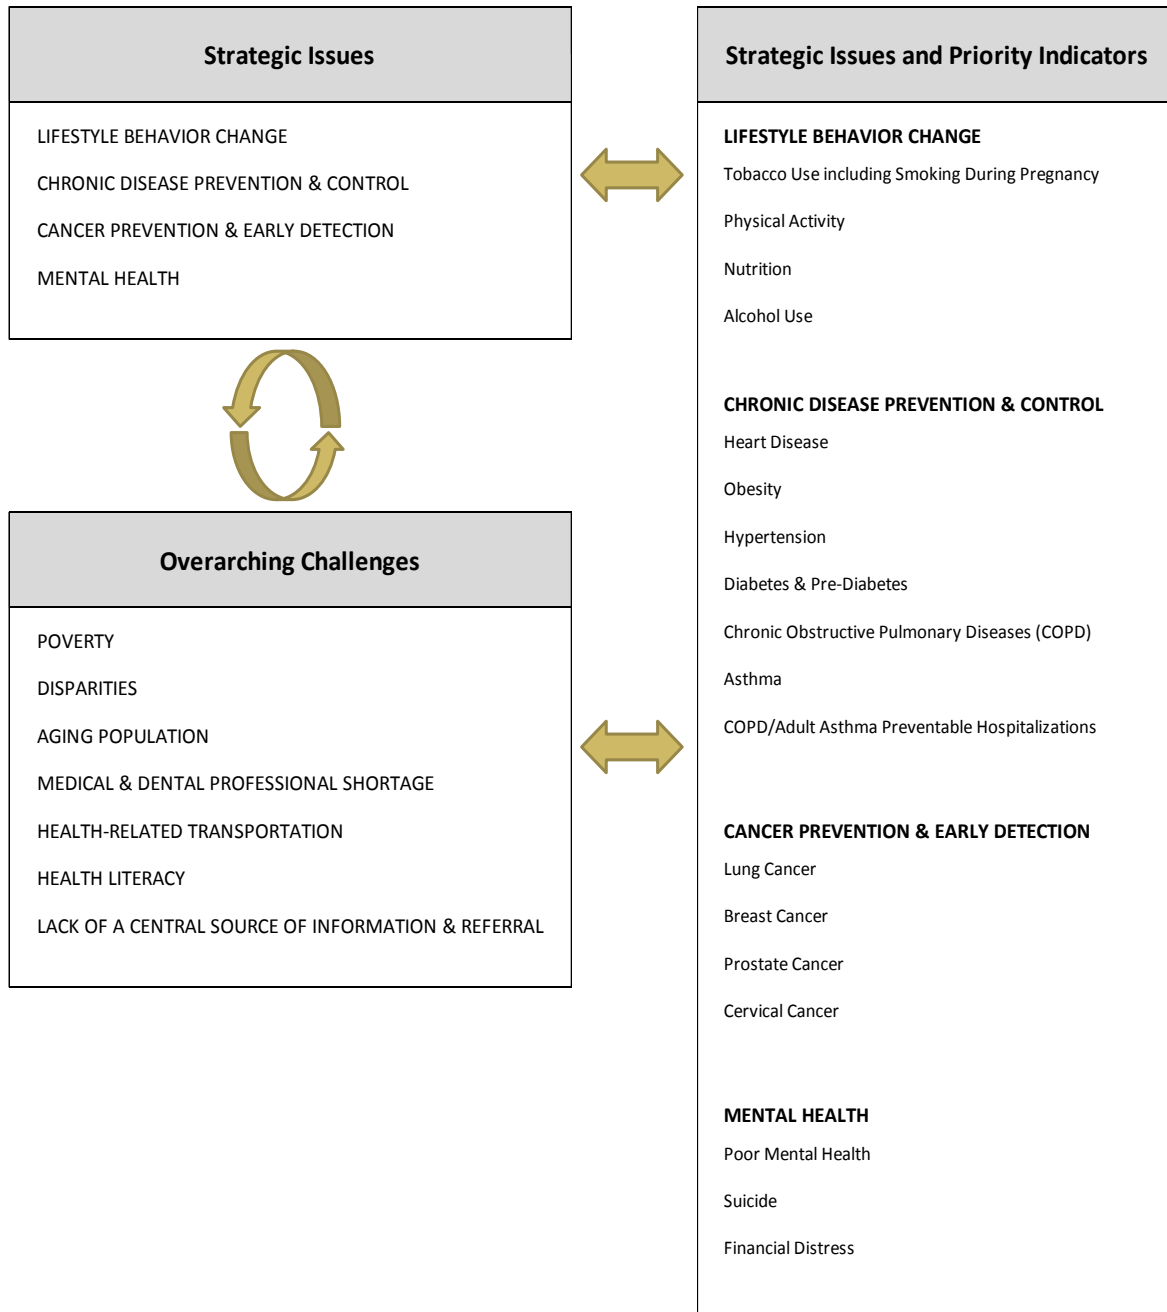 Strategic Issues
LIFESTYLE BEHAVIOR CHANGE
CHRONIC DISEASE PREVENTION & CONTROL
CANCER PREVENTION & EARLY DETECTION
MENTAL HEALTH
Overarching Challenges
POVERTY
DISPARITIES
AGING POPULATION
MEDICAL & DENTAL PROFESSIONAL SHORTAGE
HEALTH-RELATED TRANSPORTATION
HEALTH LITERACY
LACK OF A CENTRAL SOURCE OF INFORMATION & REFERRAL
Strategic Issues and Priority Indicators
LIFESTYLE BEHAVIOR CHANGE
Tobacco Use including Smoking During Pregnancy
Physical Activity
Nutrition
Alcohol Use
CHRONIC DISEASE PREVENTION & CONTROL
Heart Disease
Obesity
Hypertension
Diabetes & Pre-Diabetes
Chronic Obstructive Pulmonary Diseases (COPD)
Asthma
COPD/Adult Asthma Preventable Hospitalizations
CANCER PREVENTION & EARLY DETECTION
Lung Cancer
Breast Cancer
Prostate Cancer
Cervical Cancer
MENTAL HEALTH
Poor Mental Health
Suicide
Financial Distress